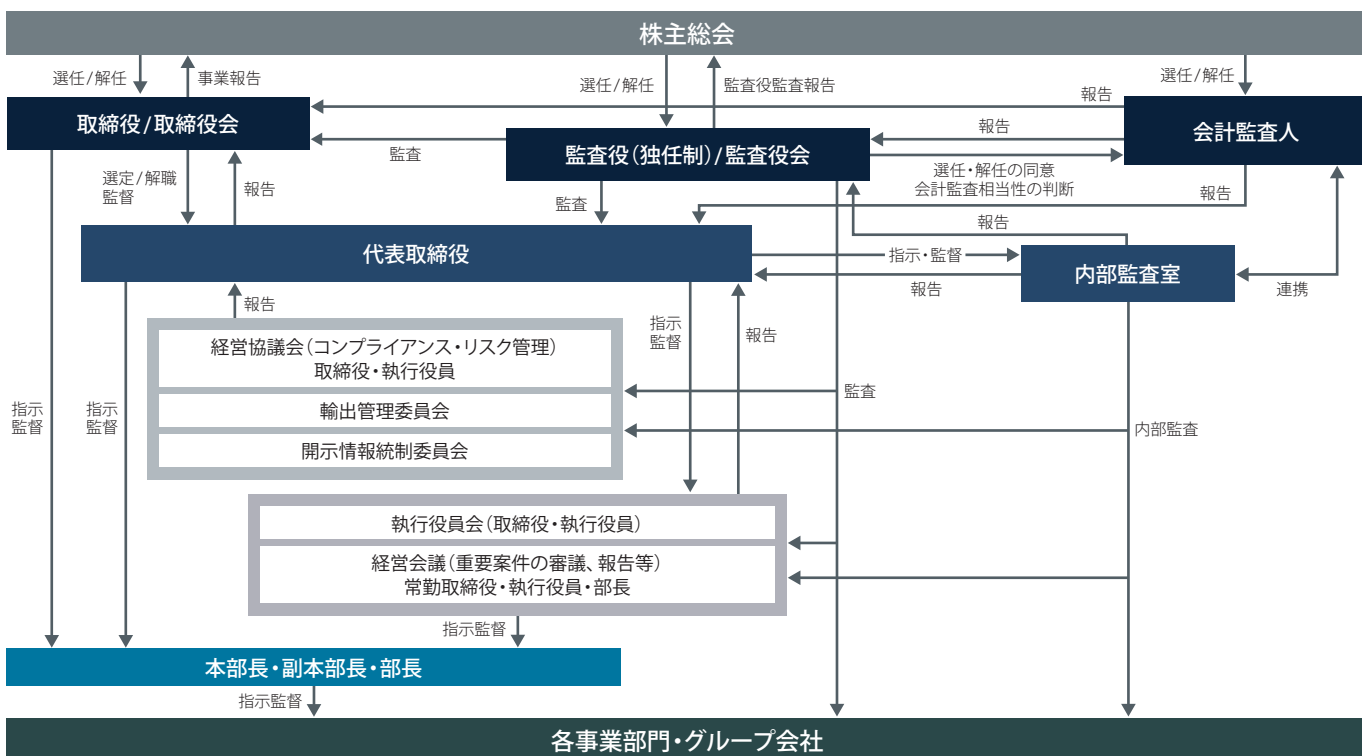 株主総会
選任/解任
事業報告
選任/解任
監査役監査報告
選任/解任
取締役/取締役会
報告
会計監査人
報告
監査
監査役(独任制)/監査役会
選任・解任の同意
会計監査相当性の判断
選定/解職
監督
報告
監査
報告
報告
代表取締役
指示・監督
内部監査室
報告
連携
報告
指示
監督
報告
経営協議会(コンプライアンス・リスク管理)
取締役・執行役員
輸出管理委員会
開示情報統制委員会
監査
内部監査
指示
監督
指示
監督
執行役員会(取締役・執行役員)
経営会議(重要案件の審議、報告等)
常勤取締役・執行役員・部長
指示監督
本部長・副本部長・部長
指示監督
各事業部門・グループ会社